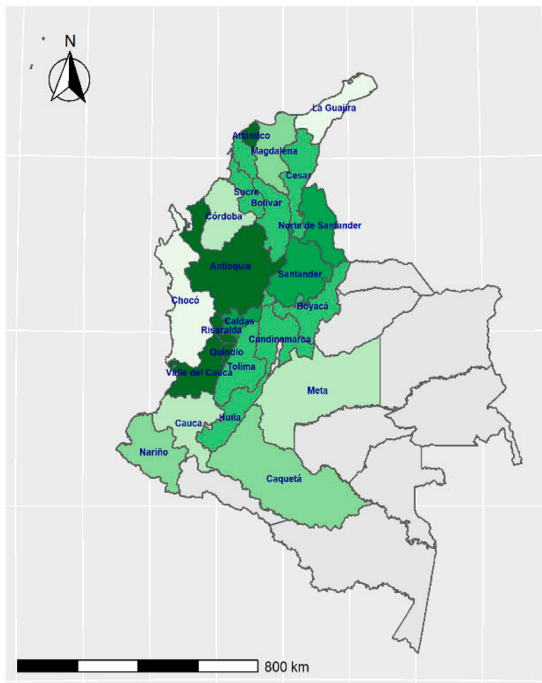 N
La Guajira
Atlántico
Magdalena
Cesar
Sucre
Bolívar
Córdoba
Norte de Santander
Antioquia
Santander
Chocó
Boyacá
Caldas
Risaralda
Cundinamarca
Quindío
Tolima
Valle del Cauca
Meta
Huila
Cauca
Nariño
Caquetá
800 km